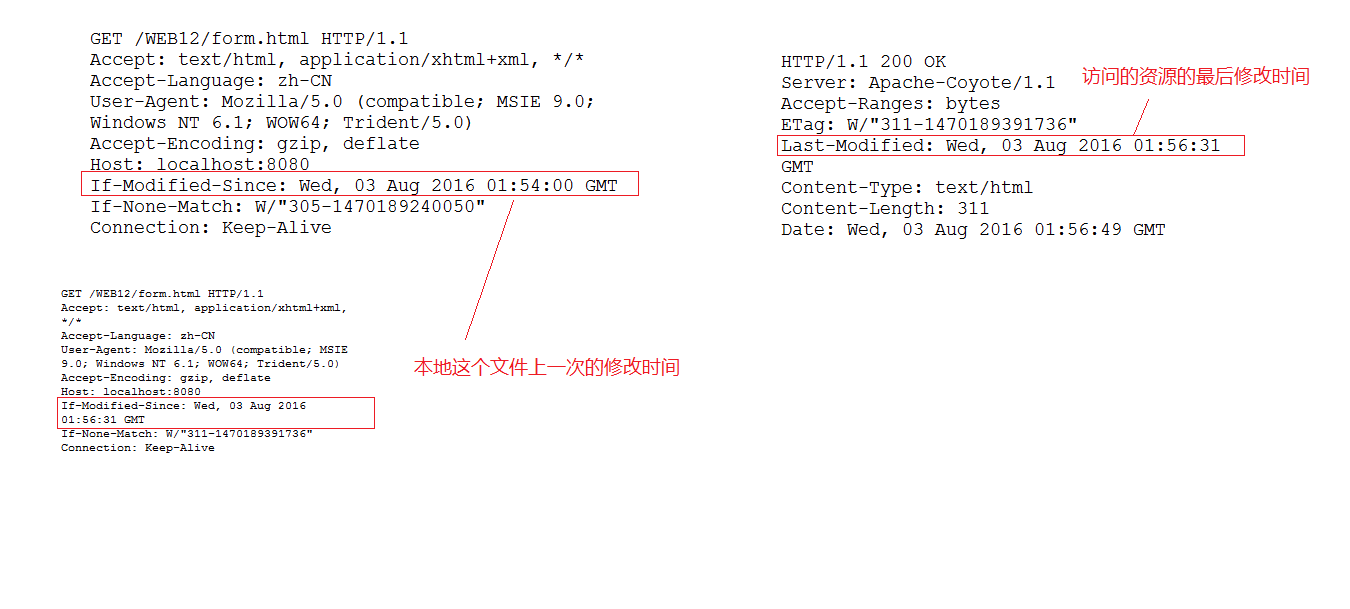 GET /WEB12/form.html HTTP/1.1
Accept: text/html, application/xhtml+xml, */*
Accept-Language: zh-CN
User-Agent: Mozilla/5.0 (compatible; MSIE 9.0;
Windows NT 6.1; WOW64; Trident/5.0)
Accept-Encoding: gzip, deflate
Host: localhost:8080
If-Modified-Since: Wed, 03 Aug 2016 01:54:00 GMT
If-None-Match: W/"305-1470189240050"
Connection: Keep-Alive
HTTP/1.1 200 OK
Server: Apache-Coyote/1.1
Accept-Ranges: bytes
ETag: W/"311-1470189391736"
Last-Modified: Wed, 03 Aug 2016 01:56:31
GMT
Content-Type: text/html
Content-Length: 311
Date: Wed, 03 Aug 2016 01:56:49 GMT
访问的资源的最后修改时间
GET /WEB12/form.html HTTP/1.1
Accept: text/html, application/xhtml+xml,
*/*
Accept-Language: zh-CN
User-Agent: Mozilla/5.0 (compatible; MSIE
9.0; Windows NT 6.1; WOW64; Trident/5.0)
Accept-Encoding: gzip, deflate
Host: localhost:8080
If-Modified-Since: Wed, 03 Aug 2016
01:56:31 GMT
If-None-Match: W/"311-1470189391736"
Connection: Keep-Alive
本地这个文件上一次的修改时间